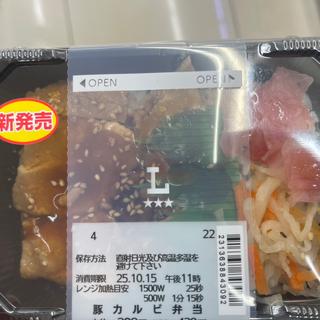 OPEN OPEN
新発売
L
4 22
保存方法 直射日光及び高温多湿を
避けて下さい
消費期限 25.10.15 午後11時
レンジ加熱目安 1500W 25秒
500W 1分15秒
豚カルビ弁当